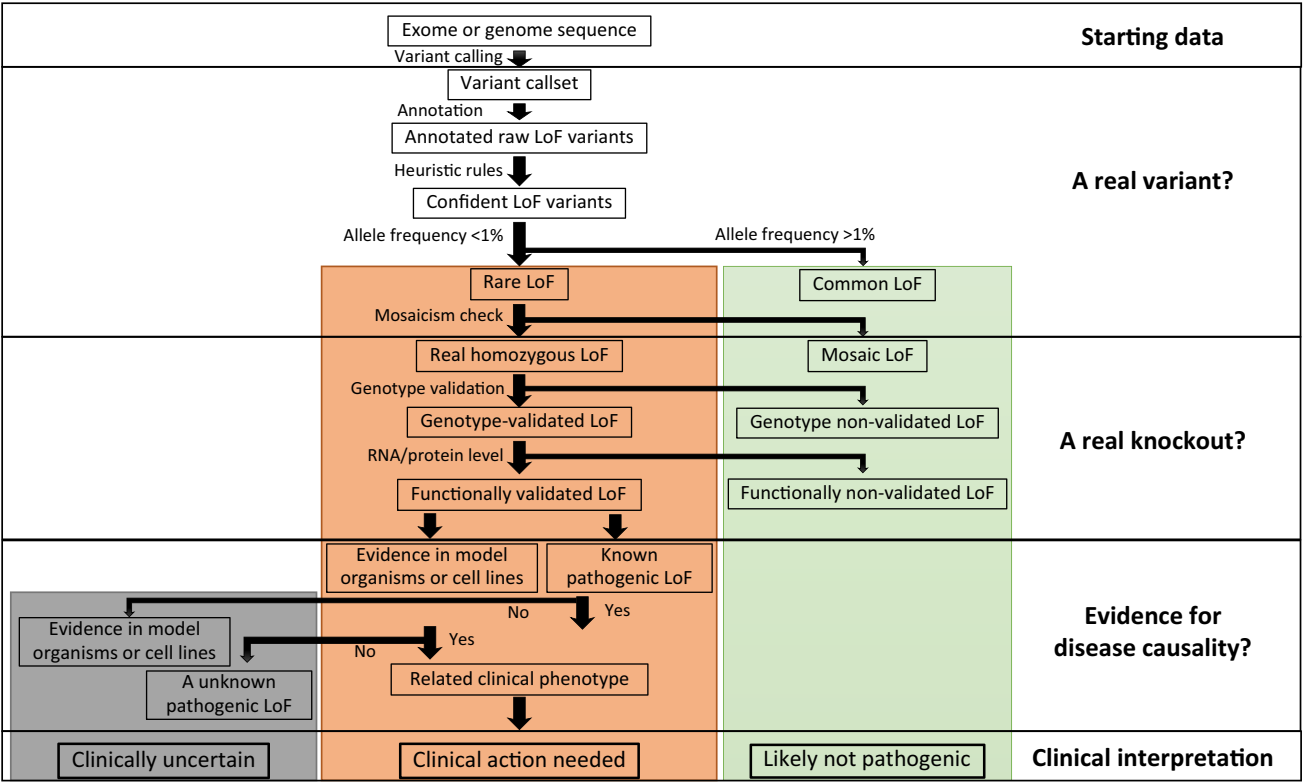 Exome or genome sequence
Starting data
Variant calling
Variant callset
Annotation
Annotated raw LoF variants
Heuristic rules
A real variant?
Confident LoF variants
Allele frequency <1%
Allele frequency >1%
Rare LoF
Common LoF
Mosaicism check
Real homozygous LoF
Mosaic LoF
Genotype validation
Genotype-validated LoF
Genotype non-validated LoF
A real knockout?
RNA/protein level
Functionally validated LoF
Functionally non-validated LoF
Evidence in model
organisms or cell lines
Known
pathogenic LoF
No
Yes
Evidence in model
organisms or cell lines
Yes
No
Evidence for
disease causality?
A unknown
pathogenic LoF
Related clinical phenotype
Clinically uncertain
Clinical action needed
Likely not pathogenic
Clinical interpretation